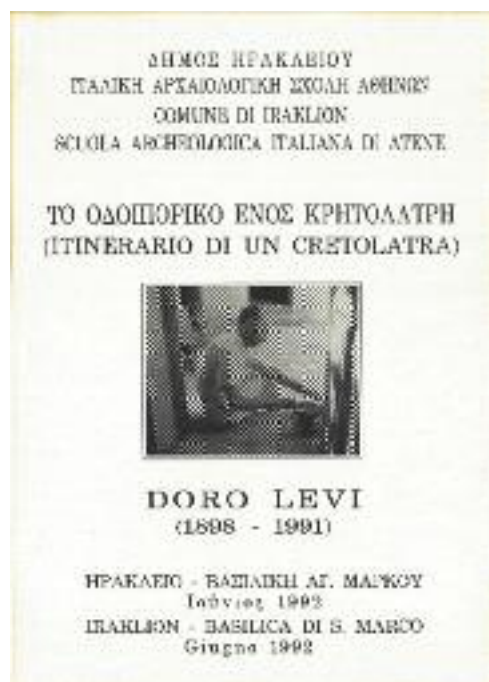 ΔΗΜΟΣ ΗΡΑΚΛΕΙΟΥ
ΙΤΑΛΙΚΗ ΑΡΧΑΙΟΛΟΓΙΚΗ ΣΧΟΛΗ ΑΘΗΝΩΝ
COMUNE DI IRAKLION
SCUOLA ARCHEOLOGICA ITALIANA DI ATENE
ΤΟ ΟΔΟΙΠΟΡΙΚΟ ΕΝΟΣ ΚΡΗΤΟΛΑΤΡΗ
(ITINERARIO DI UN CRETOLATRA)
DORO LEVI
(1898 - 1991)
ΗΡΑΚΛΕΙΟ - ΒΑΣΙΛΙΚΗ ΑΓ. ΜΑΡΚΟΥ
Ιούνιος 1992
IRAKLION - BASILICA DI S. MARCO
Giugno 1992